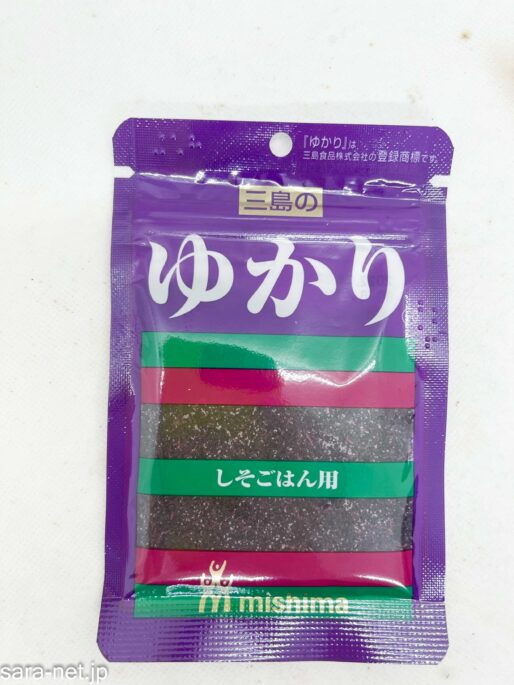 『ゆかり』は
三島食品株式会社の登録商標です。
三島の
ゆかり
しそごはん用
mishima
sara-net.jp